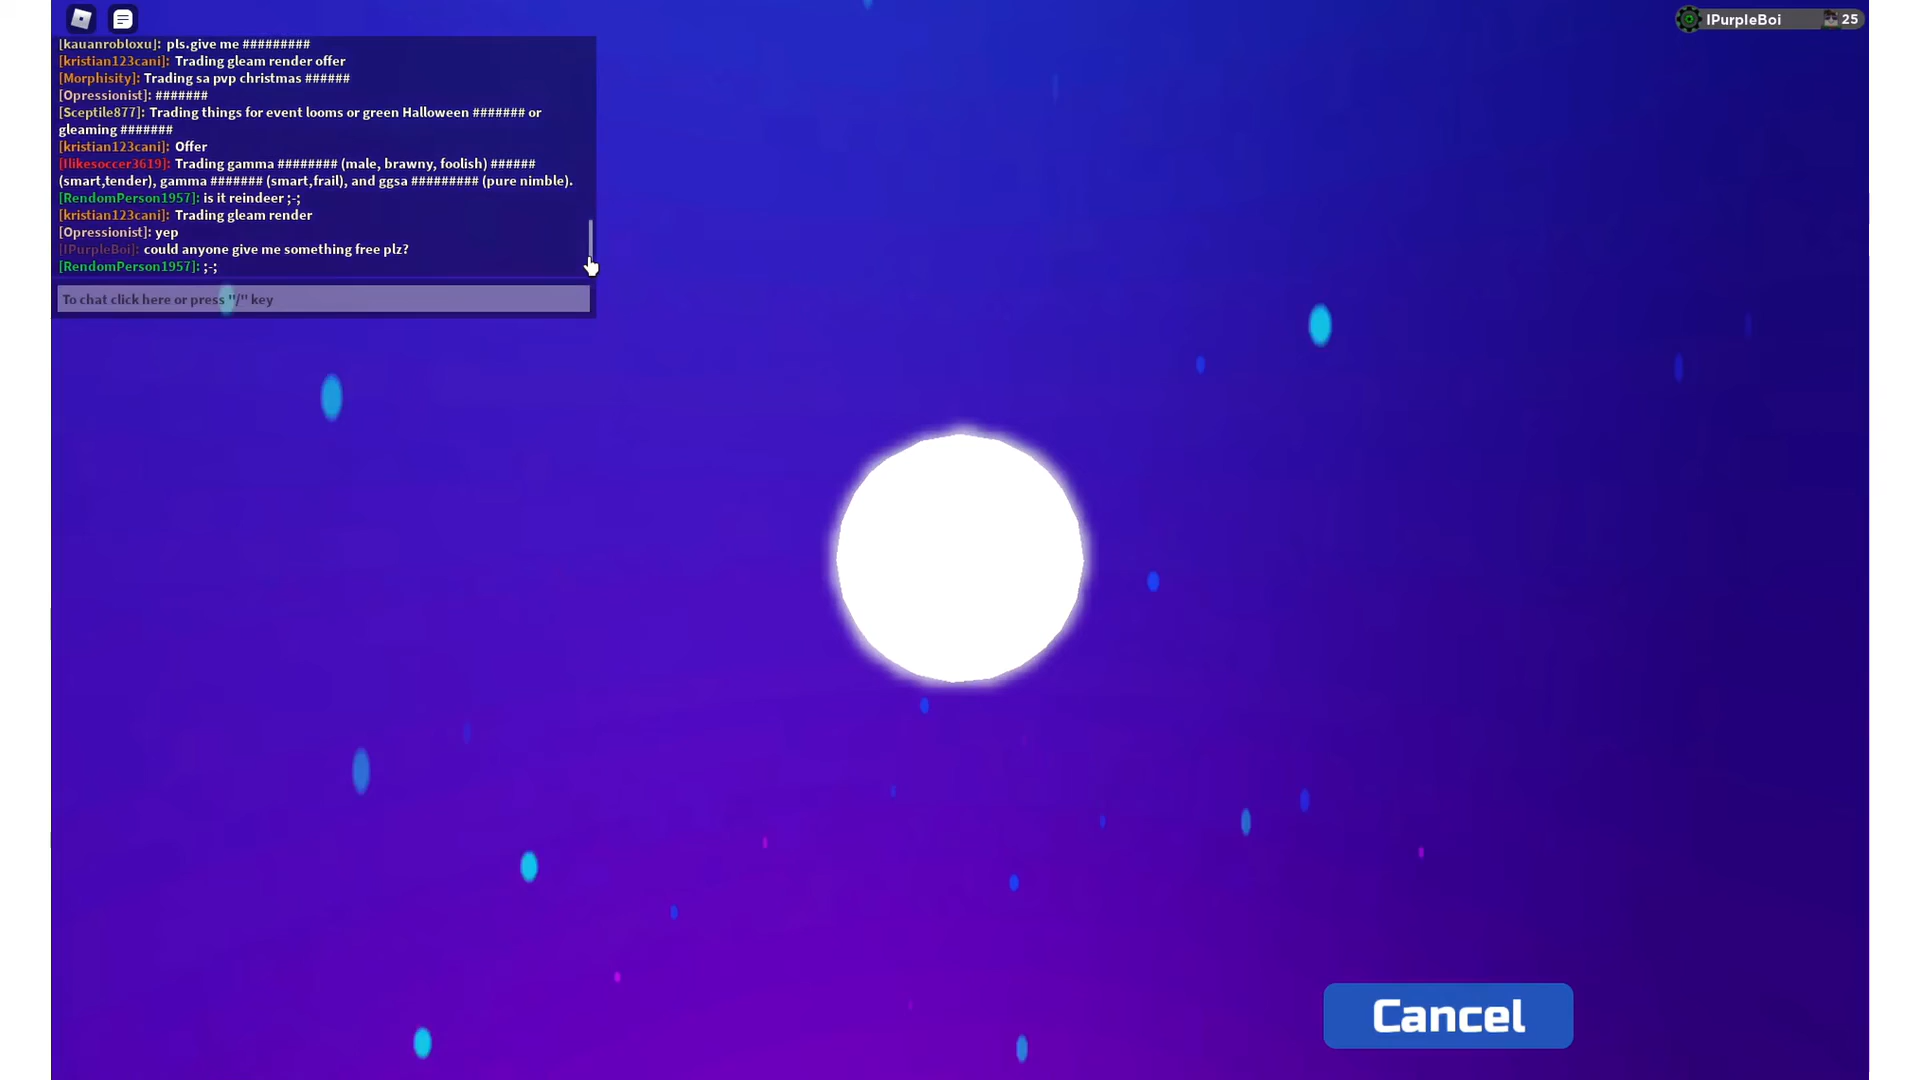 IPurpleBoi 25
[kauanrobloxu]: pls.give me #########
[kristian123cani]: Trading gleam render offer
[Morphisity]: Trading sa pvp christmas ######
[Opressionist]: #######
[Sceptile877]: Trading things for event looms or green Halloween ####### or
gleaming #######
[kristian123cani]: Offer
[Ilikesoccer3619]: Trading gamma ######## (male, brawny, foolish) ######
(smart,tender), gamma ####### (smart,frail), and ggsa ######### (pure nimble).
[RendomPerson1957]: is it reindeer ;-;
[kristian123cani]: Trading gleam render
[Opressionist]: yep
[IPurpleBoi]: could anyone give me something free plz?
[RendomPerson1957]: ;-;
To chat click here or press "/" key
Cancel